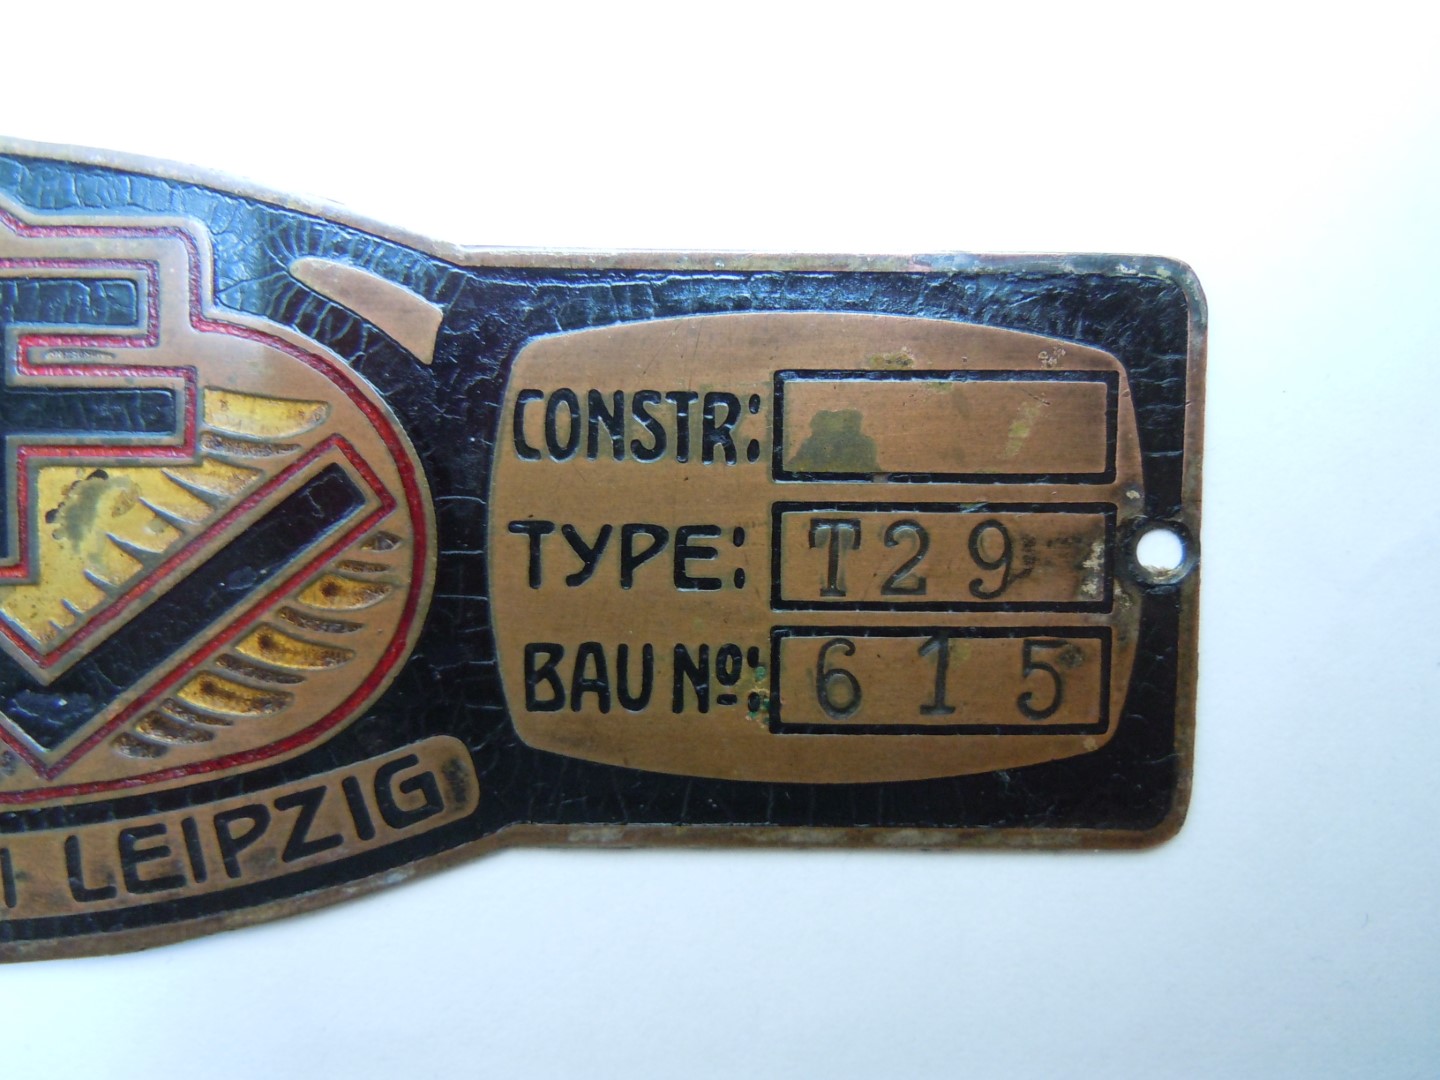 CONSTR:
TYPE: T29
BAU No: 615
LEIPZIG